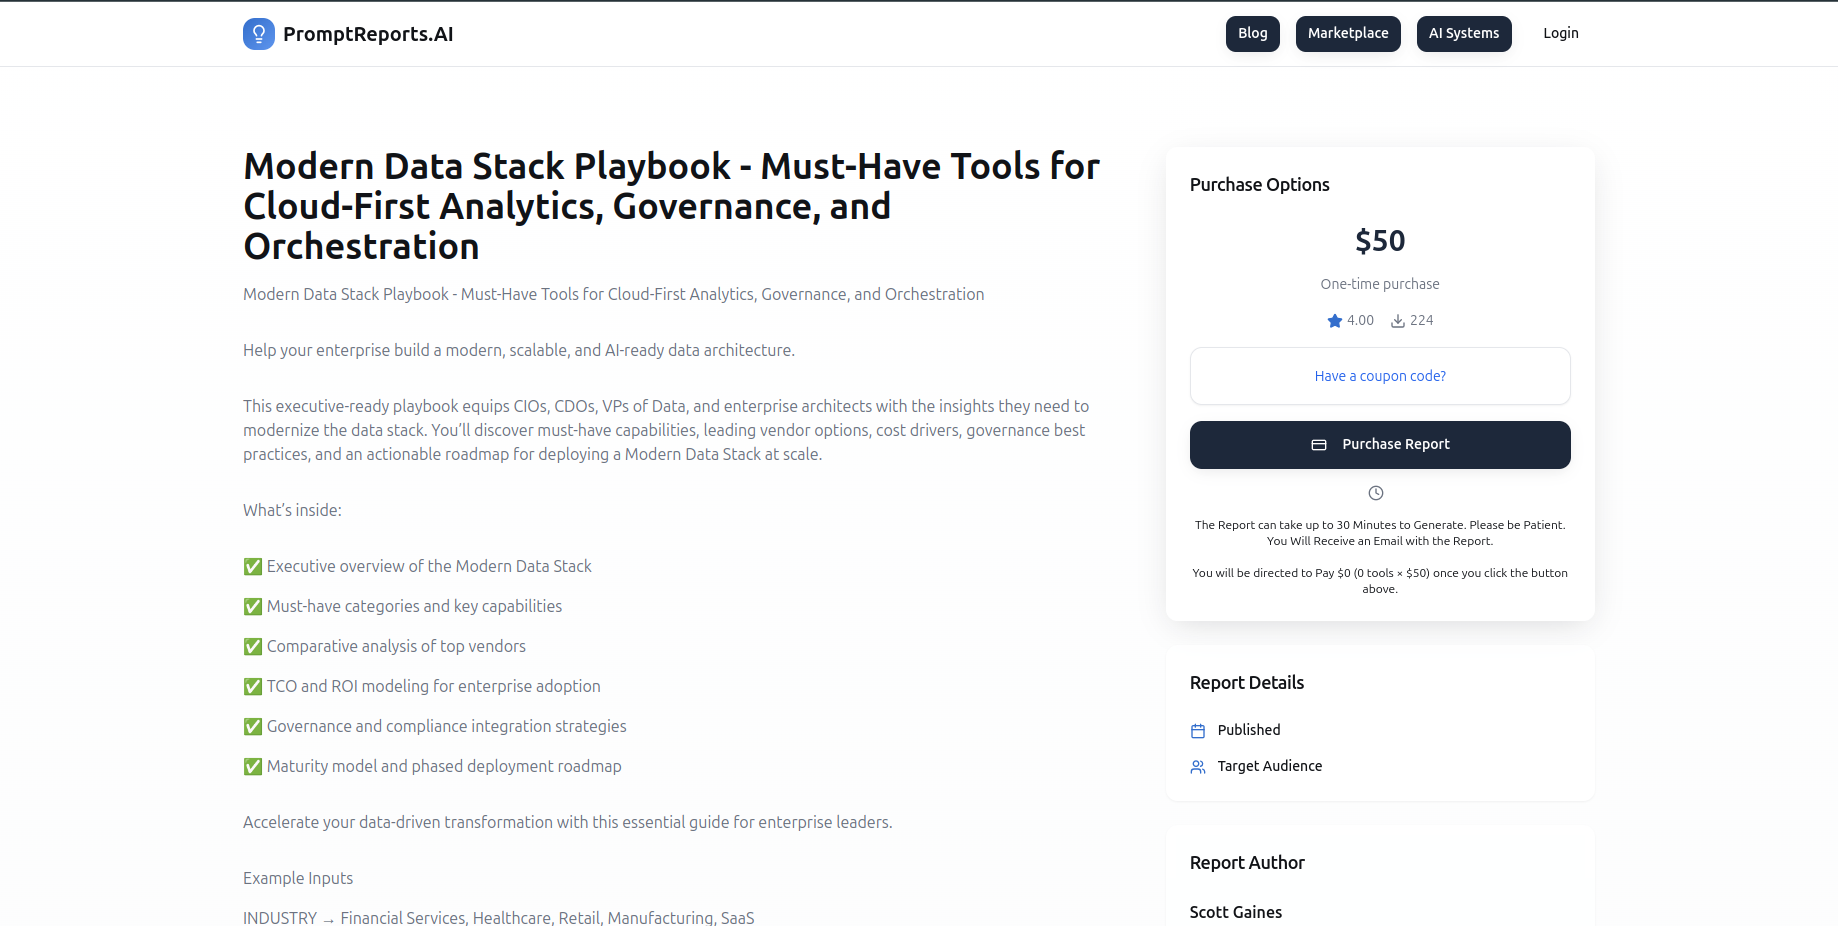 PromptReports.AI
Blog
Marketplace
AI Systems
Login
Modern Data Stack Playbook - Must-Have Tools for
Cloud-First Analytics, Governance, and
Orchestration
Modern Data Stack Playbook - Must-Have Tools for Cloud-First Analytics, Governance, and Orchestration
Help your enterprise build a modern, scalable, and AI-ready data architecture.
This executive-ready playbook equips CIOs, CDOs, VPs of Data, and enterprise architects with the insights they need to
modernize the data stack. You’ll discover must-have capabilities, leading vendor options, cost drivers, governance best
practices, and an actionable roadmap for deploying a Modern Data Stack at scale.
What’s inside:
✅ Executive overview of the Modern Data Stack
✅ Must-have categories and key capabilities
✅ Comparative analysis of top vendors
✅ TCO and ROI modeling for enterprise adoption
✅ Governance and compliance integration strategies
✅ Maturity model and phased deployment roadmap
Accelerate your data-driven transformation with this essential guide for enterprise leaders.
Example Inputs
INDUSTRY → Financial Services, Healthcare, Retail, Manufacturing, SaaS
Purchase Options
$50
One-time purchase
4.00 224
Have a coupon code?
Purchase Report
The Report can take up to 30 Minutes to Generate. Please be Patient.
You Will Receive an Email with the Report.
You will be directed to Pay $0 (0 tools × $50) once you click the button
above.
Report Details
Published
Target Audience
Report Author
Scott Gaines